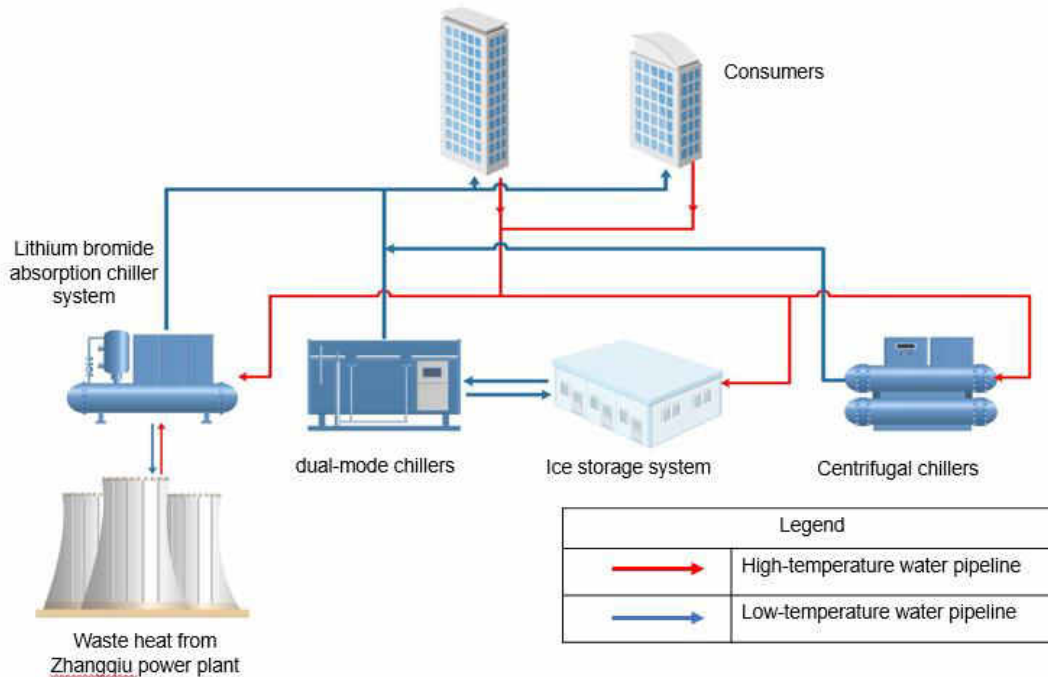 Consumers
Lithium bromide
absorption chiller
system
dual-mode chillers
Ice storage system
Centrifugal chillers
Waste heat from
Zhangqiu power plant
Legend
High-temperature water pipeline
Low-temperature water pipeline